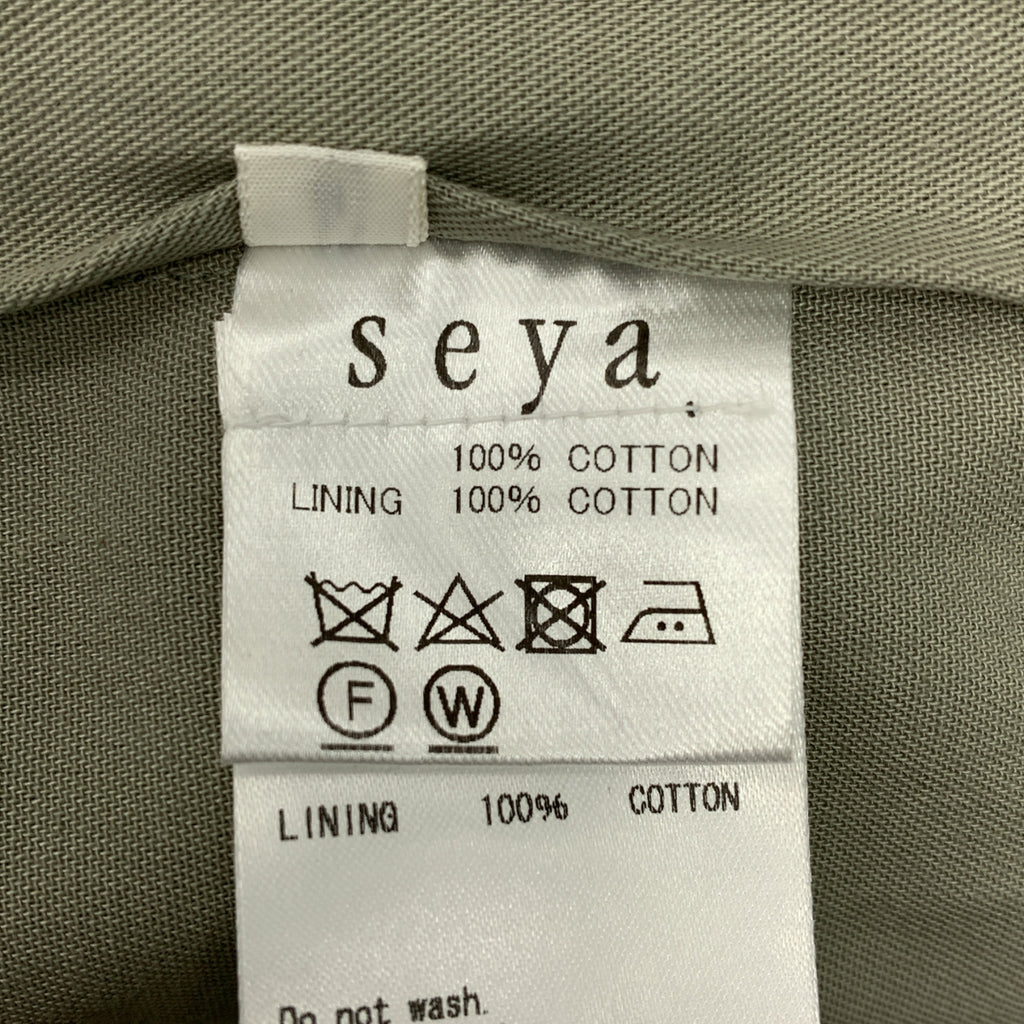 seya.
100% COTTON
LINING 100% COTTON
F W
LINING 100% COTTON
Do not wash.